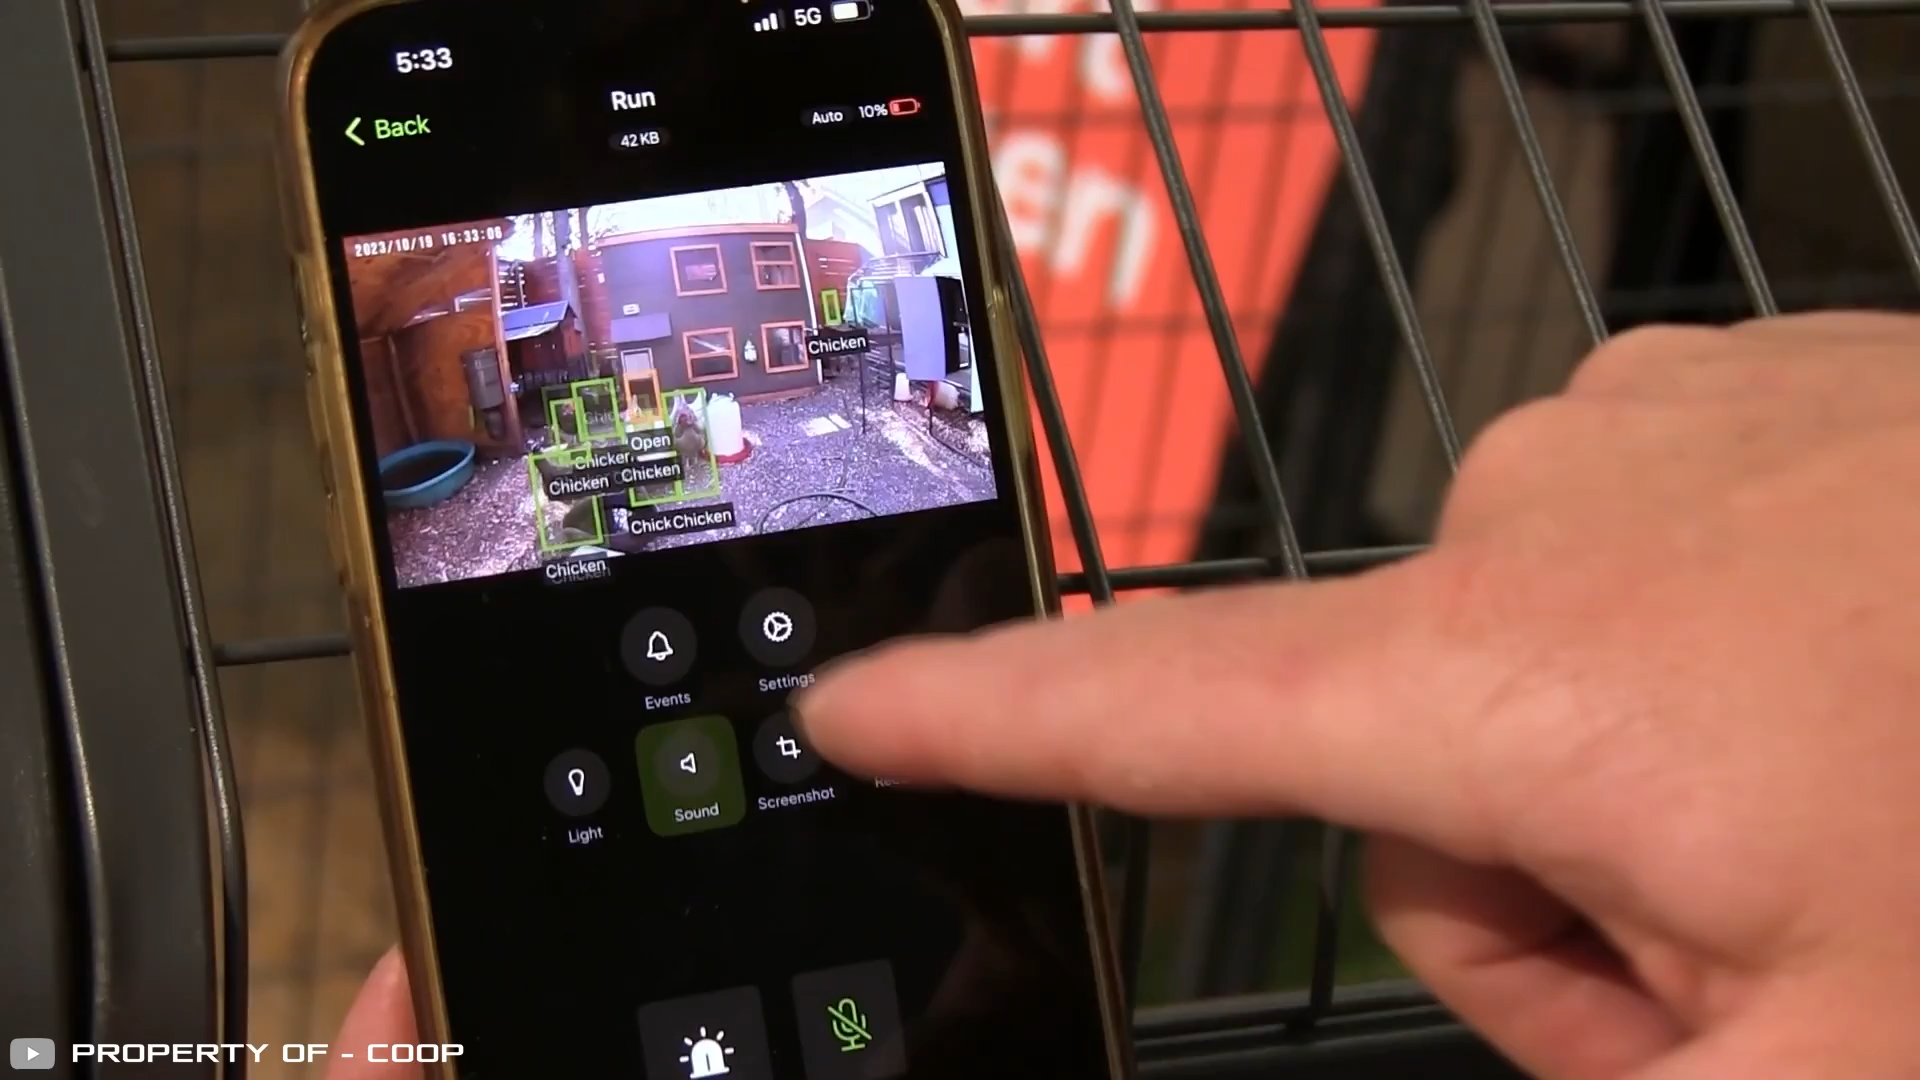 5:33
5G
Run
Back
42 KB
Auto 10%
2023/10/19 16:33:06
Chicken
Open
Chicken
Chicken
Chicken
Chicken
Chicken
Events
Settings
Light
Sound
Screenshot
PROPERTY OF - COOP